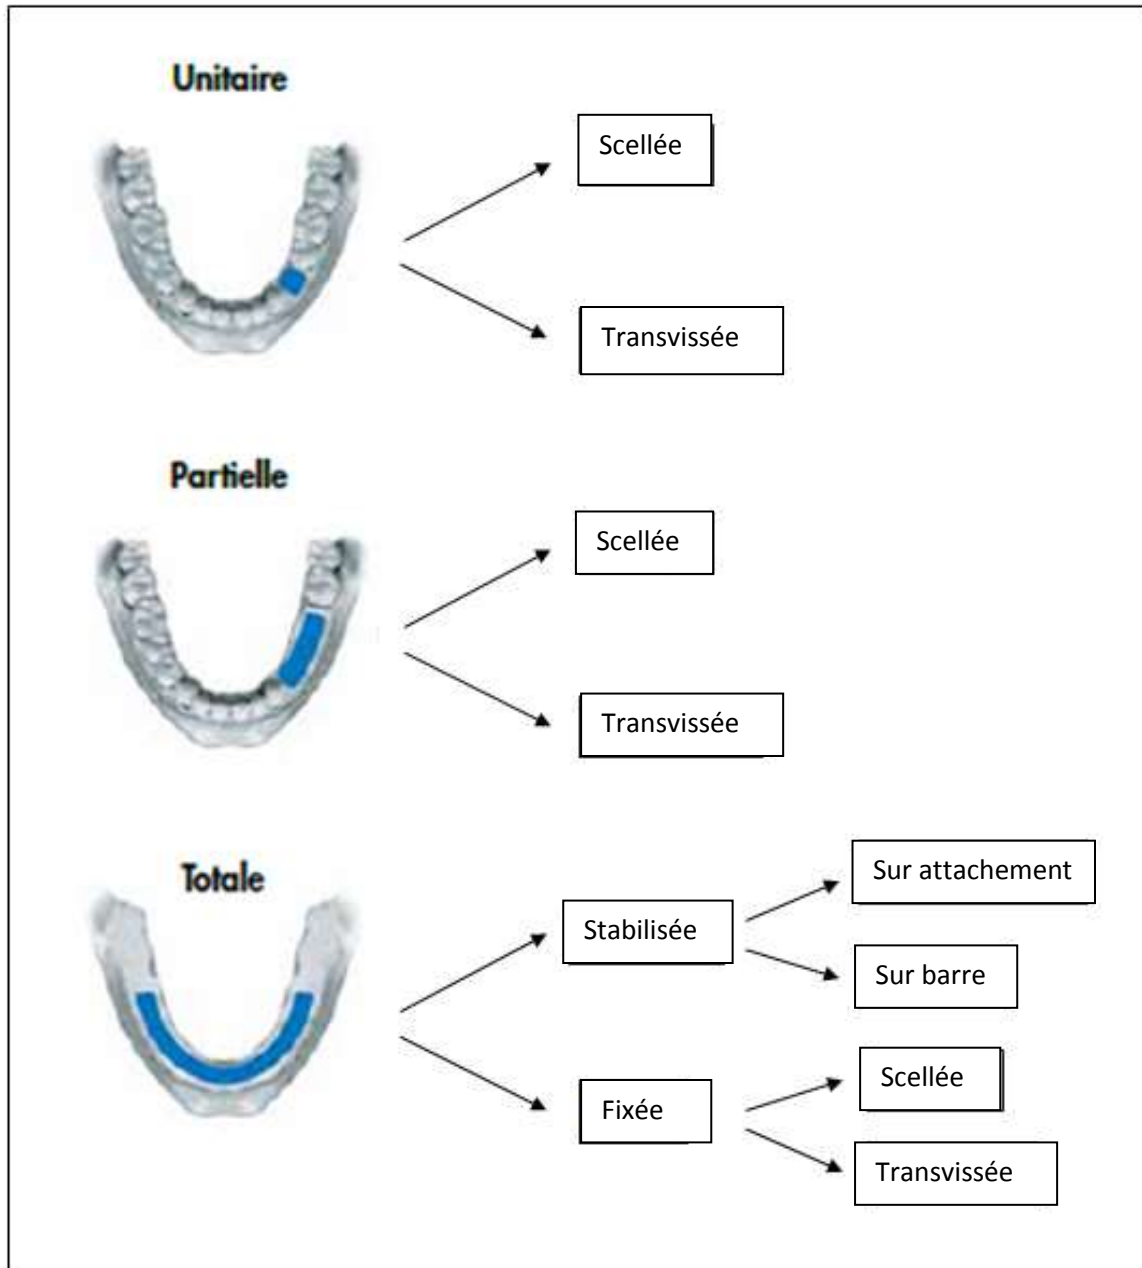 Unitaire
Scellée
Transvissée
Partielle
Scellée
Transvissée
Totale
Stabilisée
Sur attachement
Sur barre
Fixée
Scellée
Transvissée